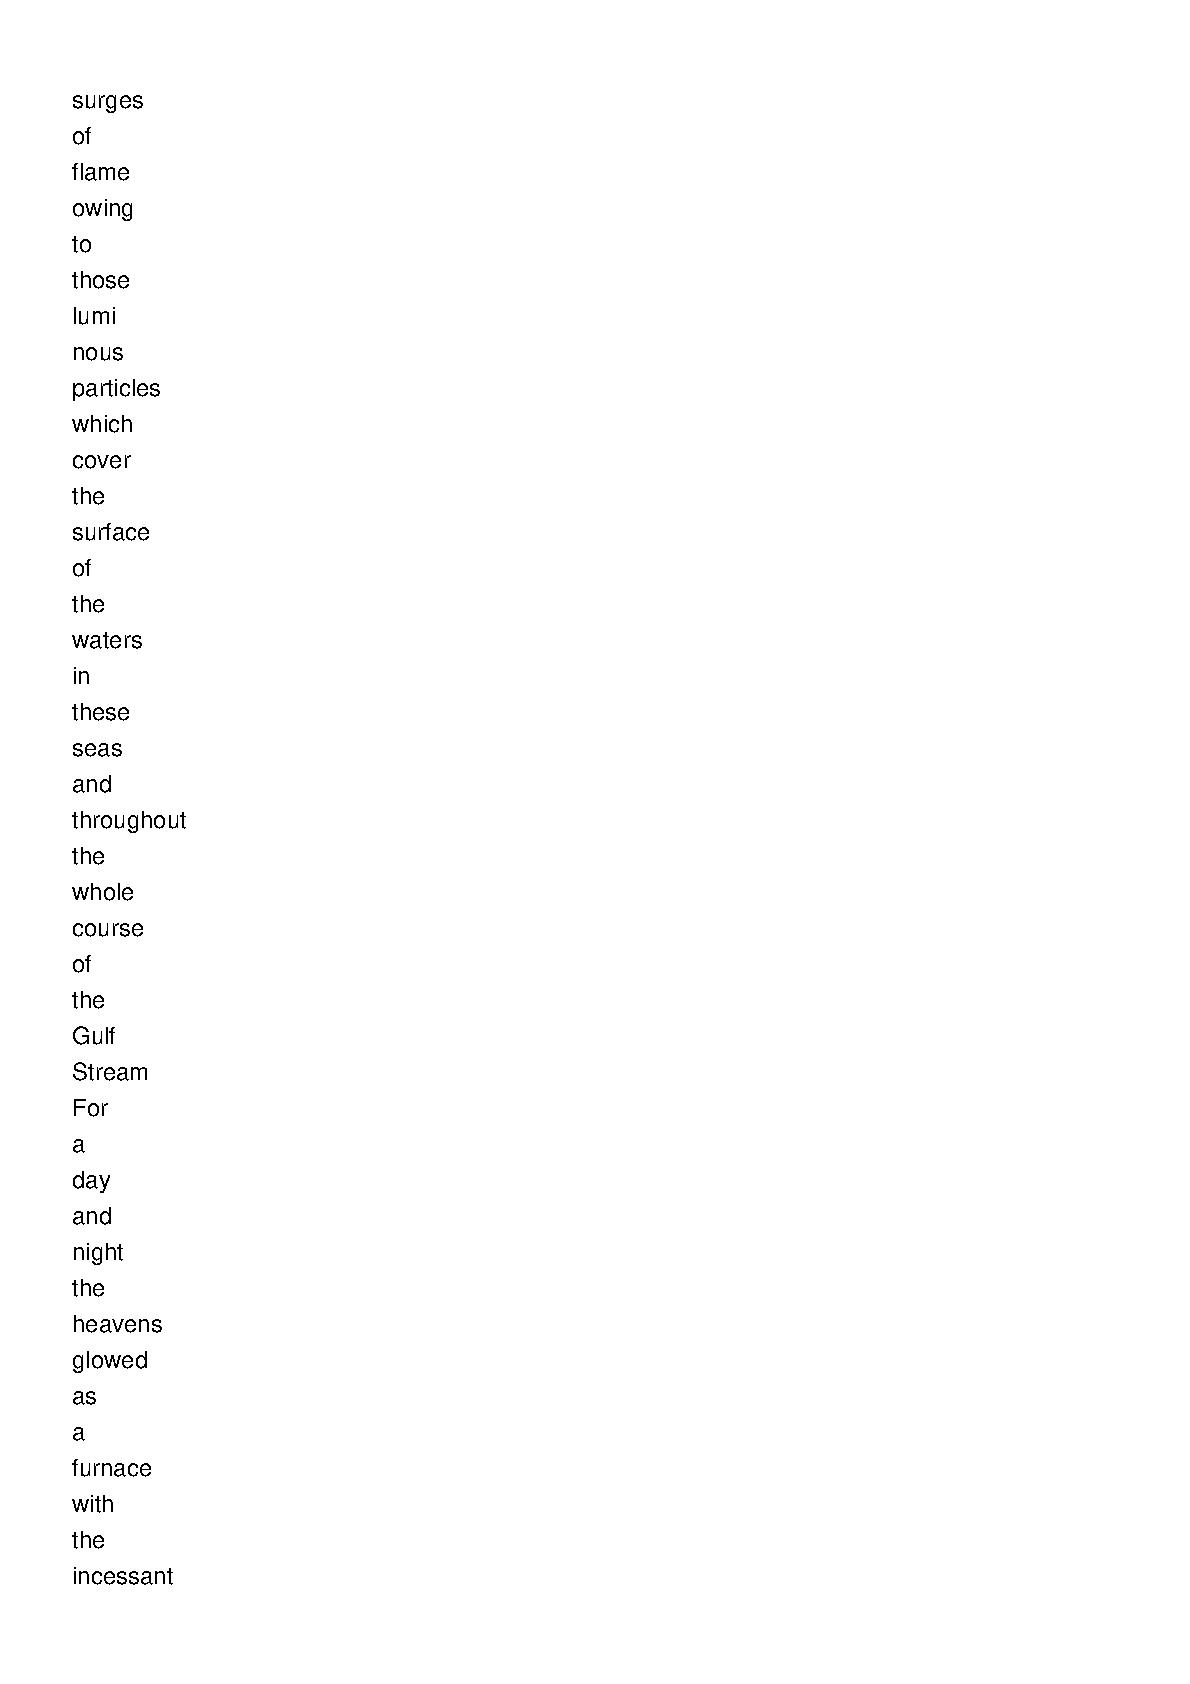 surges
of
flame
owing
to
those
lumi
nous
particles
which
cover
the
surface
of
the
waters
in
these
seas
and
throughout
the
whole
course
of
the
Gulf
Stream
For
a
day
and
night
the
heavens
glowed
as
a
furnace
with
the
incessant